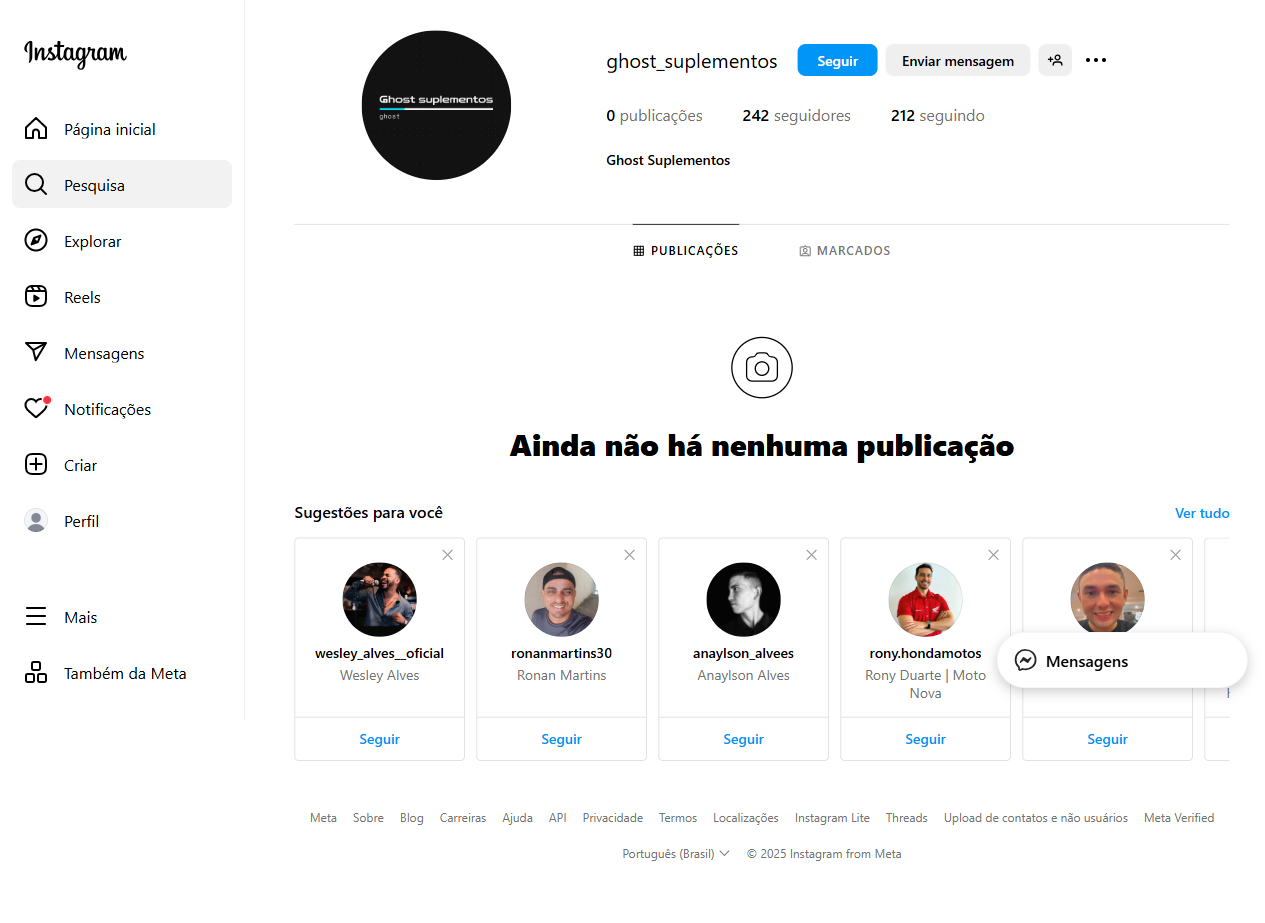 Instagram
Página inicial
Pesquisa
Explorar
Reels
Mensagens
Notificações
Criar
Perfil
Mais
Também da Meta
Ghost suplementos
ghost
ghost_suplementos Seguir Enviar mensagem
0 publicações 242 seguidores 212 seguindo
Ghost Suplementos
PUBLICAÇÕES MARCADOS
Ainda não há nenhuma publicação
Sugestões para você Ver tudo
wesley_alves__oficial
Wesley Alves
Seguir
ronanmartins30
Ronan Martins
Seguir
anaylson_alvees
Anaylson Alves
Seguir
rony.hondamotos
Rony Duarte | Moto
Nova
Seguir
Seguir
Mensagens
Meta Sobre Blog Carreiras Ajuda API Privacidade Termos Localizações Instagram Lite Threads Upload de contatos e não usuários Meta Verified
Português (Brasil) © 2025 Instagram from Meta